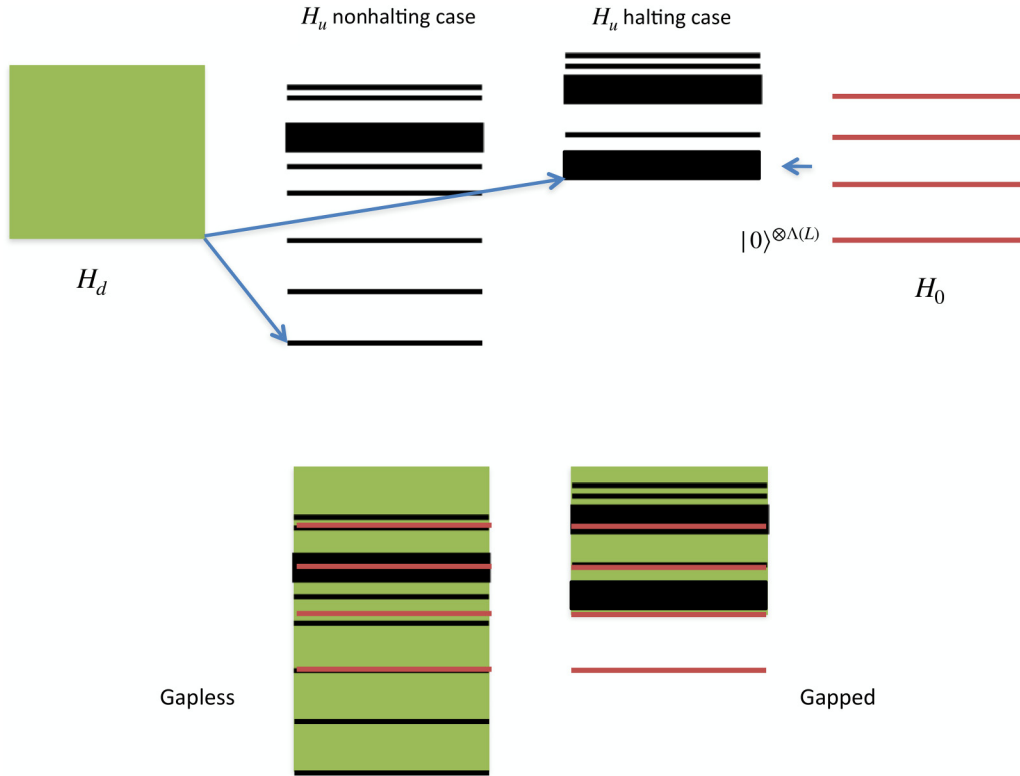 H_u nonhalting case
H_u halting case
|0⟩^{⊗Λ(L)}
H_d
H_0
Gapless
Gapped